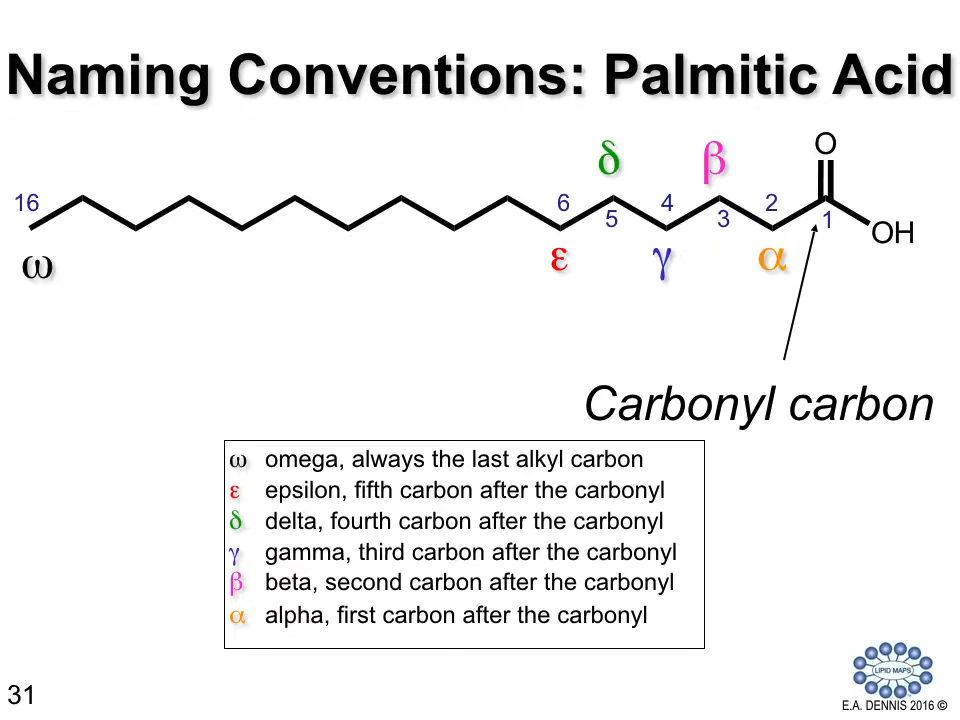 Naming Conventions: Palmitic Acid
O
δ
β
16
6
4
2
5
3
1
OH
ω
ε
γ
α
Carbonyl carbon
ω omega, always the last alkyl carbon
ε epsilon, fifth carbon after the carbonyl
δ delta, fourth carbon after the carbonyl
γ gamma, third carbon after the carbonyl
β beta, second carbon after the carbonyl
α alpha, first carbon after the carbonyl
LIPID MAPS
31
E.A. DENNIS 2016 ©